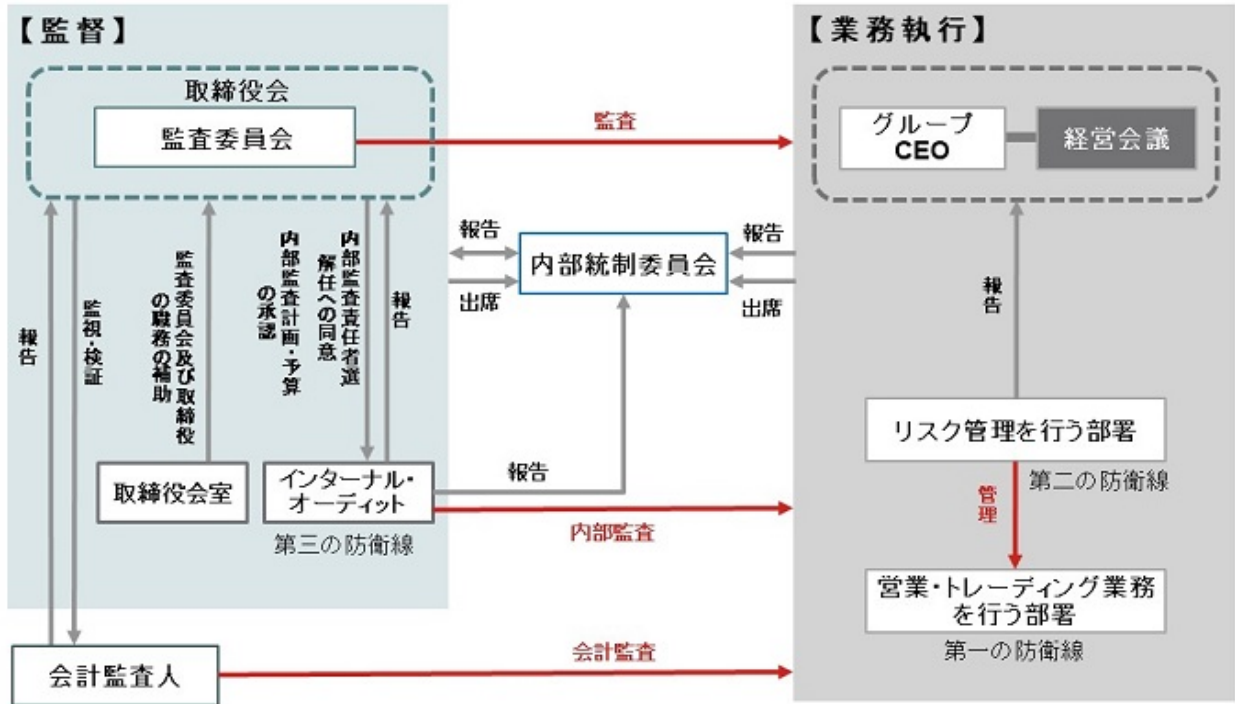 【監督】
取締役会
監査委員会
監査
【業務執行】
グループ
CEO
経営会議
報告
監視・検証
監査委員会及び取締役
の職務の補助
内部監査責任者選
解任への同意
内部監査計画・予算
の承認
報告
報告
出席
内部統制委員会
報告
出席
報告
取締役会室
インターナル・
オーディット
第三の防衛線
報告
内部監査
リスク管理を行う部署
第二の防衛線
管理
営業・トレーディング業務
を行う部署
第一の防衛線
会計監査人
会計監査